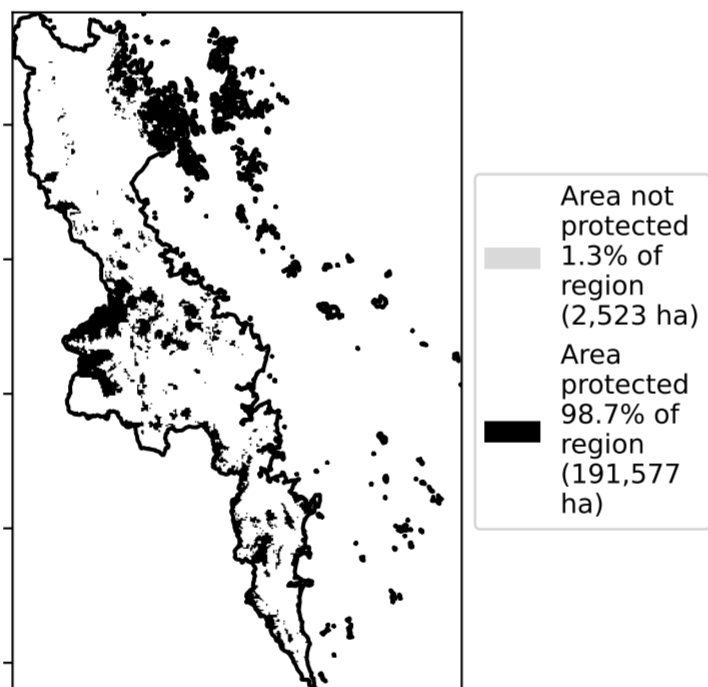 Area not
protected
1.3% of
region
(2,523 ha)
Area
protected
98.7% of
region
(191,577
ha)